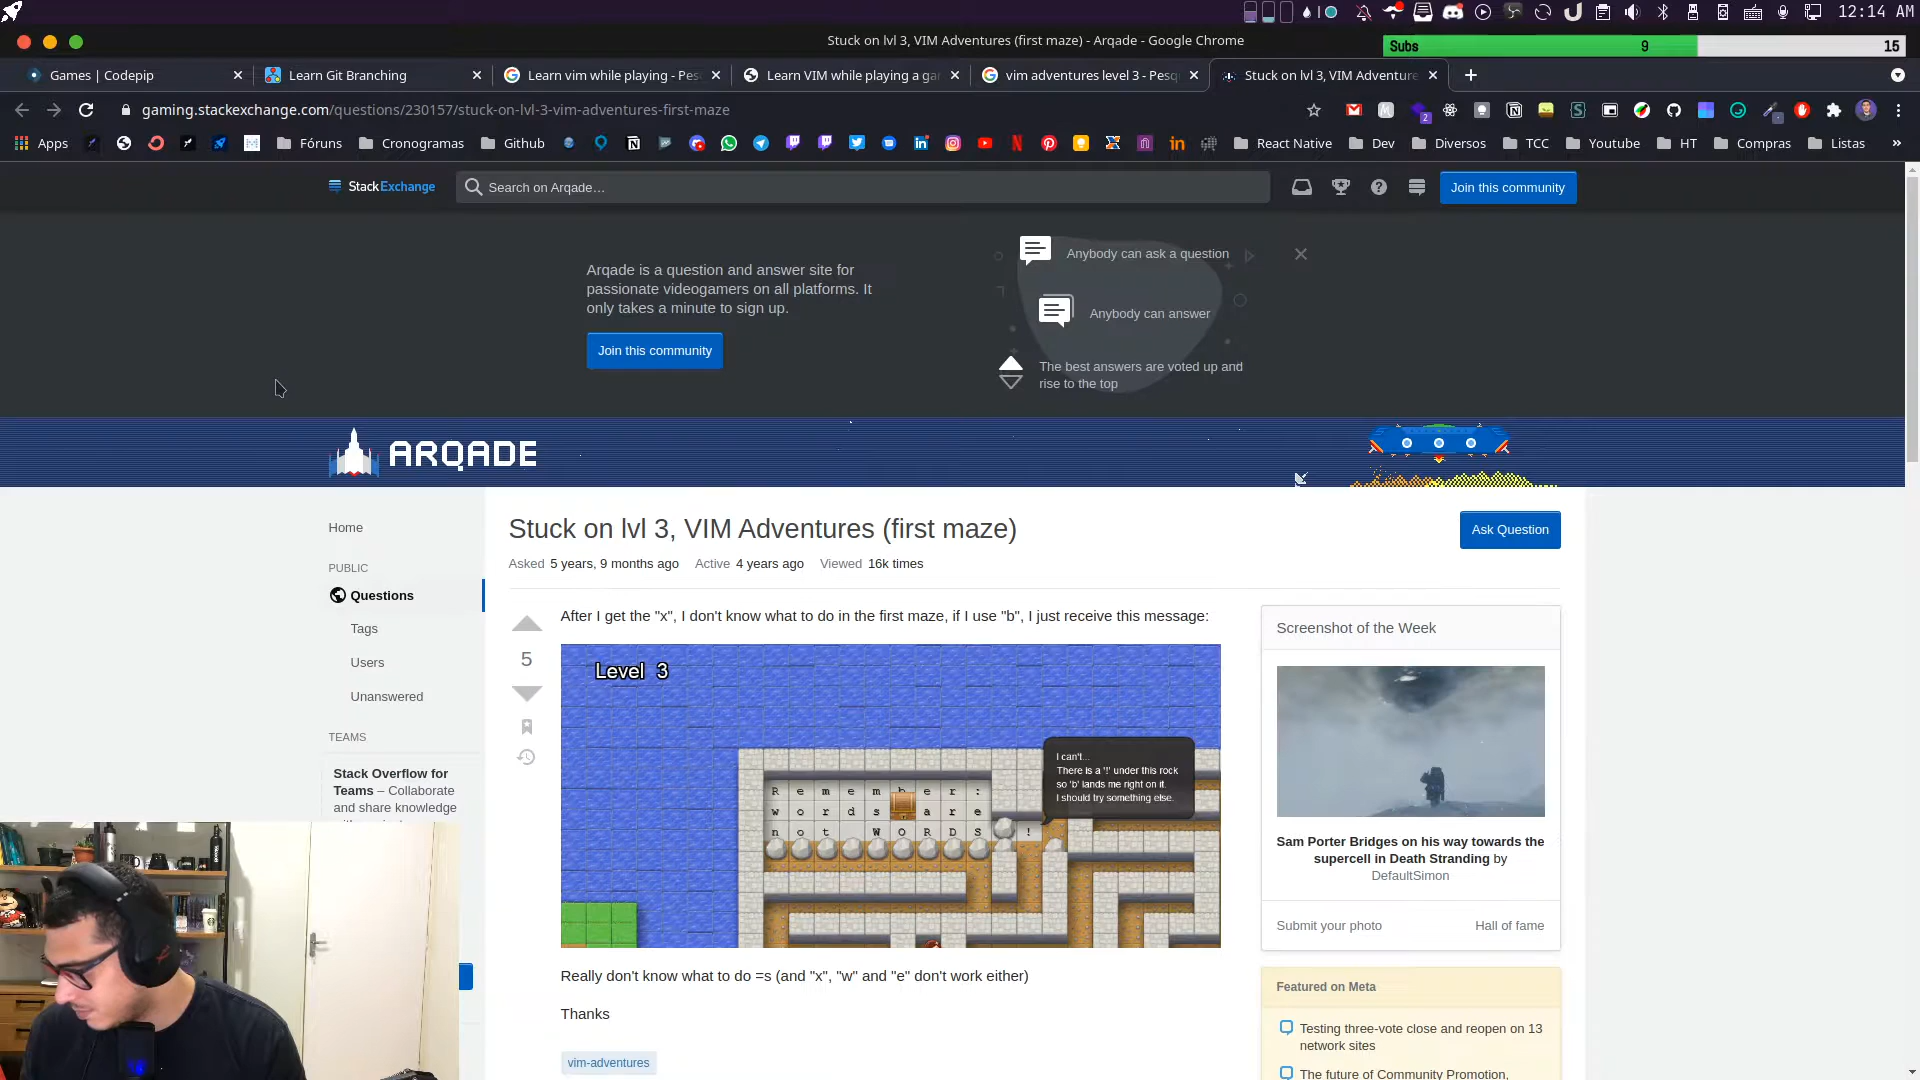 12:14 AM
Stuck on lvl 3, VIM Adventures (first maze) - Arqade - Google Chrome
Subs 9 15
Games | Codepip
Learn Git Branching
Learn vim while playing - Pes
Learn VIM while playing a ga
vim adventures level 3 - Pesq
Stuck on lvl 3, VIM Adventure
gaming.stackexchange.com/questions/230157/stuck-on-lvl-3-vim-adventures-first-maze
Apps
Fóruns
Cronogramas
Github
React Native
Dev
Diversos
TCC
Youtube
HT
Compras
Listas
StackExchange
Search on Arqade…
Join this community
Arqade is a question and answer site for
passionate videogamers on all platforms. It
only takes a minute to sign up.
Join this community
Anybody can ask a question
Anybody can answer
The best answers are voted up and
rise to the top
ARQADE
Home
PUBLIC
Questions
Tags
Users
Unanswered
TEAMS
Stack Overflow for
Teams – Collaborate
and share knowledge
Stuck on lvl 3, VIM Adventures (first maze)
Ask Question
Asked 5 years, 9 months ago Active 4 years ago Viewed 16k times
After I get the "x", I don't know what to do in the first maze, if I use "b", I just receive this message:
5
Level 3
I can't...
There is a '!' under this rock
so 'b' lands me right on it.
I should try something else.
R e m e m b e r :
w o r d s a r e
n o t W O R D S !
Really don't know what to do =s (and "x", "w" and "e" don't work either)
Thanks
vim-adventures
Screenshot of the Week
Sam Porter Bridges on his way towards the
supercell in Death Stranding by
DefaultSimon
Submit your photo
Hall of fame
Featured on Meta
Testing three-vote close and reopen on 13
network sites
The future of Community Promotion,